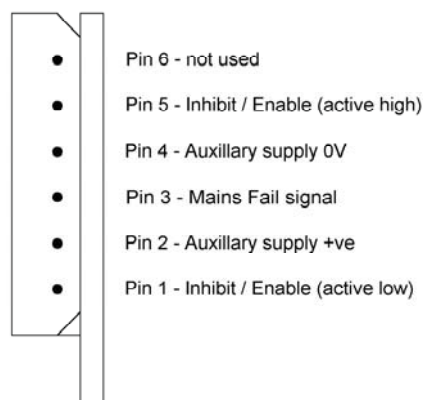 Pin 6 - not used
Pin 5 - Inhibit / Enable (active high)
Pin 4 - Auxillary supply 0V
Pin 3 - Mains Fail signal
Pin 2 - Auxillary supply +ve
Pin 1 - Inhibit / Enable (active low)